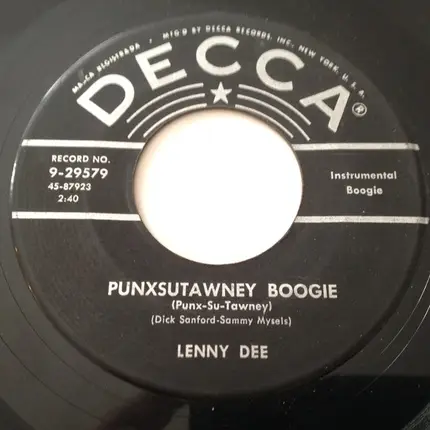 MARCA REGISTRADA • MFG'D BY DECCA RECORDS, INC., NEW YORK, U.S.A.
DECCA®
RECORD NO.
9-29579
45-87923
2:40
Instrumental
Boogie
PUNXSUTAWNEY BOOGIE
(Punx-Su-Tawney)
(Dick Sanford-Sammy Mysels)
LENNY DEE